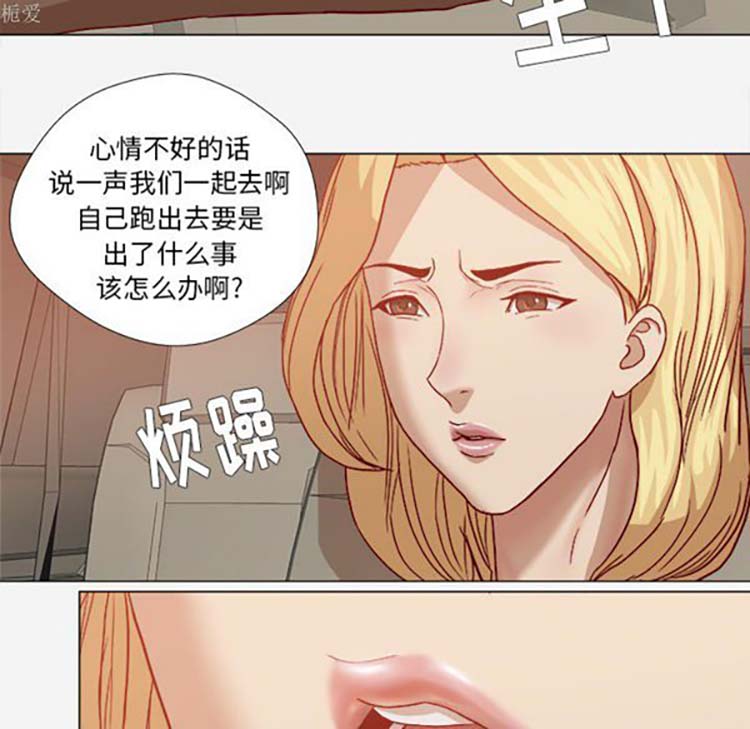 栀爱
心情不好的话
说一声我们一起去啊
自己跑出去要是
出了什么事
该怎么办啊?
烦躁